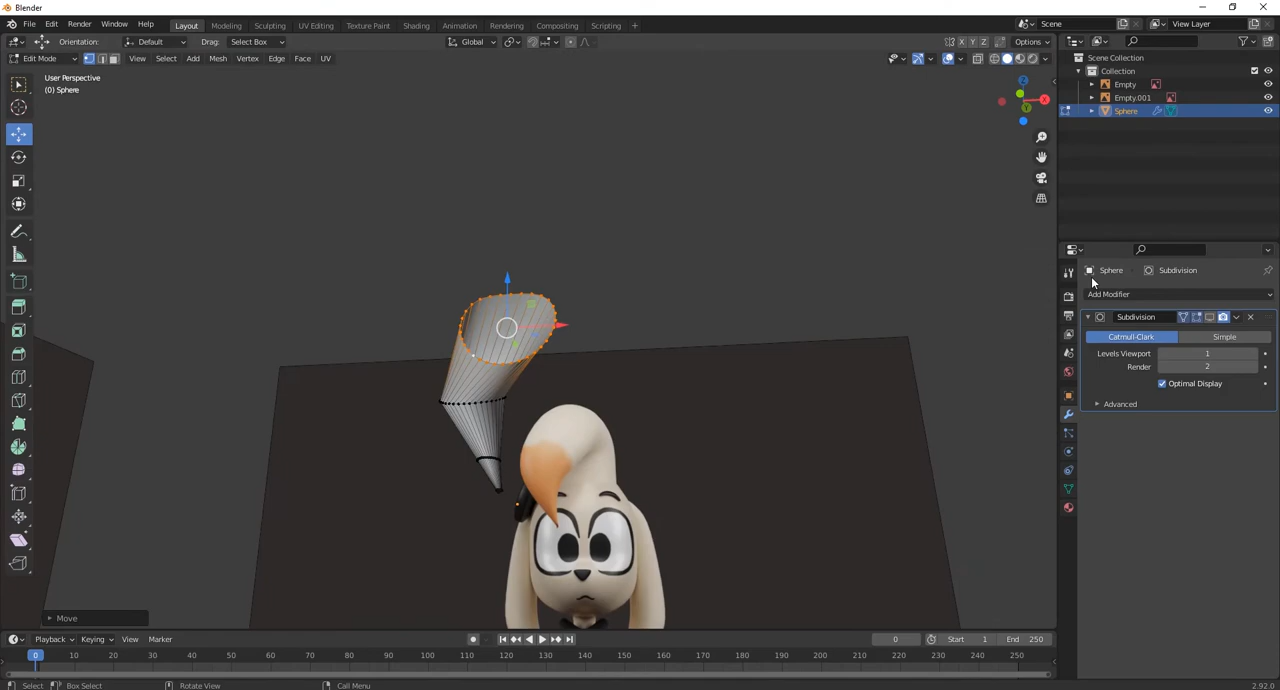 Blender
File Edit Render Window Help Layout Modeling Sculpting UV Editing Texture Paint Shading Animation Rendering Compositing Scripting + Scene View Layer
Orientation: Default Drag: Select Box Global X Y Z Options
Edit Mode View Select Add Mesh Vertex Edge Face UV
User Perspective
(0) Sphere
Scene Collection
Collection
Empty
Empty.001
Sphere
Z
X
Y
Sphere Subdivision
Add Modifier
Subdivision
Catmull-Clark Simple
Levels Viewport 1
Render 2
Optimal Display
Advanced
Move
Playback Keying View Marker 0 Start 1 End 250
0 10 20 30 40 50 60 70 80 90 100 110 120 130 140 150 160 170 180 190 200 210 220 230 240 250
Select Box Select Rotate View Call Menu 2.92.0